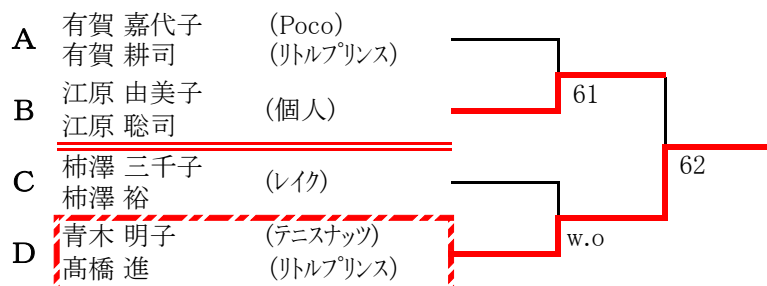 A 有賀 嘉代子 (Poco)
有賀 耕司 (リトルプリンス)
B 江原 由美子 (個人)
江原 聡司
61
C 柿澤 三千子 (レイク)
柿澤 裕
62
D 青木 明子 (テニスナッツ)
髙橋 進 (リトルプリンス)
w.o